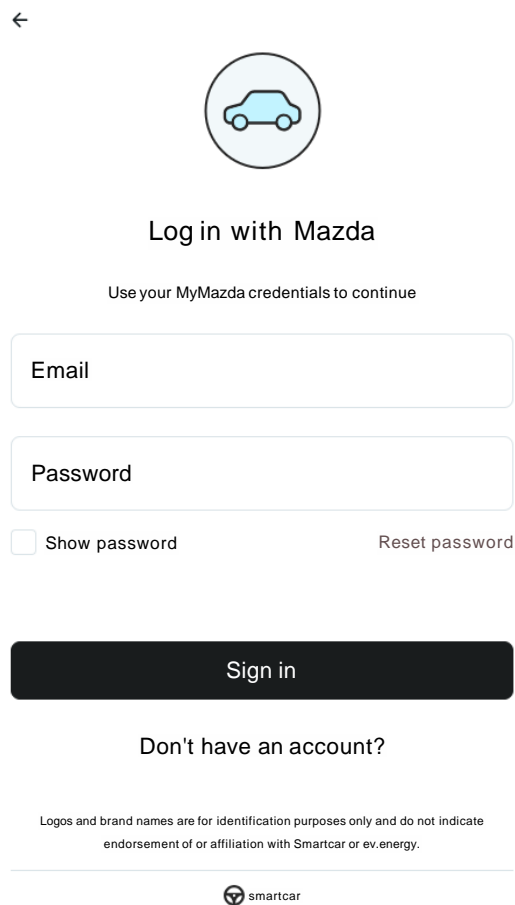 Log in with Mazda
Use your MyMazda credentials to continue
Email
Password
Show password
Reset password
Sign in
Don't have an account?
Logos and brand names are for identification purposes only and do not indicate
endorsement of or affiliation with Smartcar or ev.energy.
smartcar